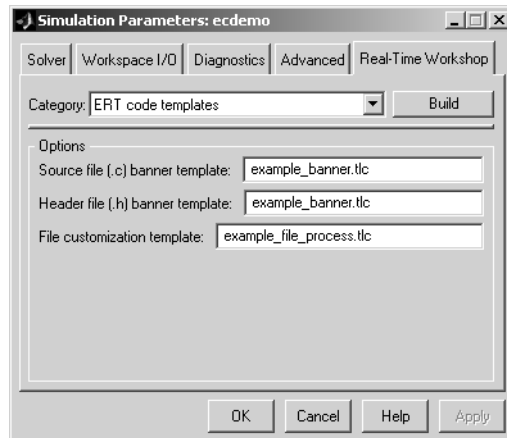 Simulation Parameters: ecdemo
Solver Workspace I/O Diagnostics Advanced Real-Time Workshop
Category: ERT code templates Build
Options
Source file (.c) banner template: example_banner.tlc
Header file (.h) banner template: example_banner.tlc
File customization template: example_file_process.tlc
OK Cancel Help Apply